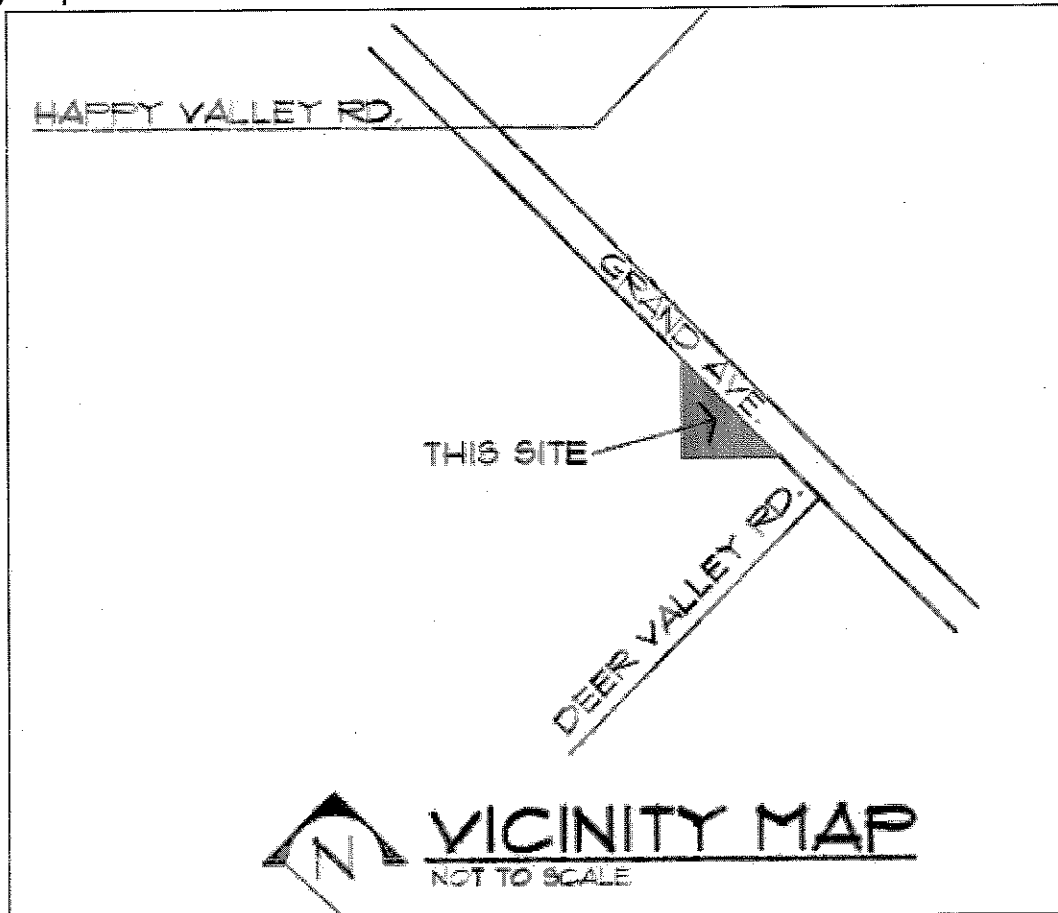 HAPPY VALLEY RD.
GRAND AVE.
THIS SITE
DEER VALLEY RD.
N
VICINITY MAP
NOT TO SCALE